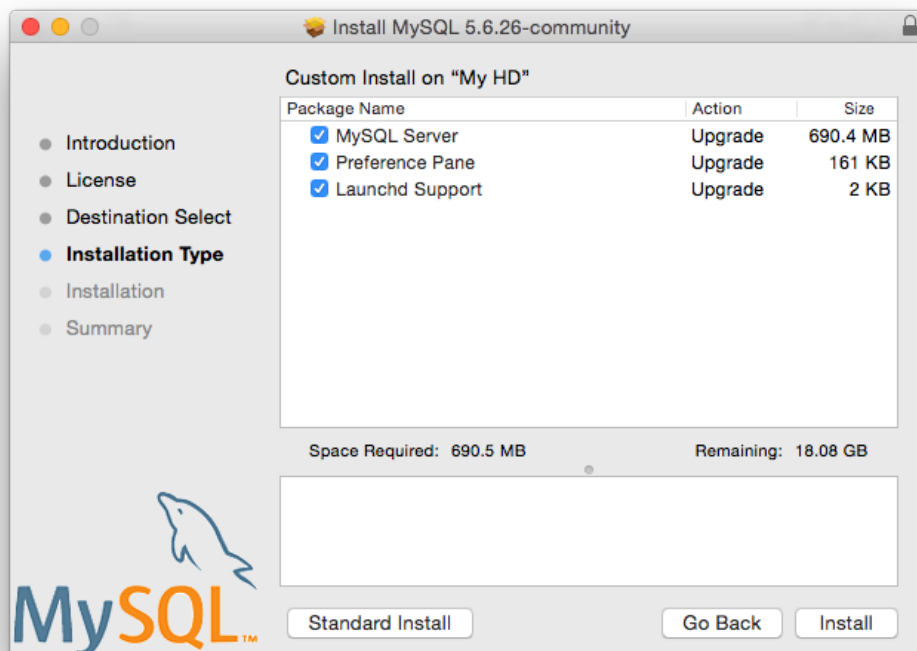 Install MySQL 5.6.26-community
Custom Install on “My HD”
Package Name Action Size
MySQL Server Upgrade 690.4 MB
Preference Pane Upgrade 161 KB
Launchd Support Upgrade 2 KB
Introduction
License
Destination Select
Installation Type
Installation
Summary
Space Required: 690.5 MB Remaining: 18.08 GB
MySQL™
Standard Install Go Back Install